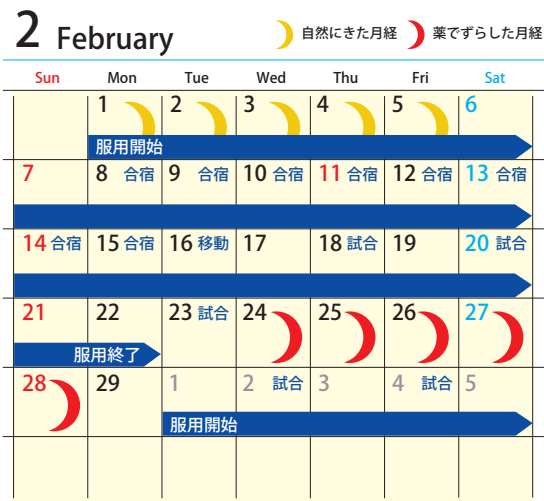 2 February 自然にきた月経 薬でずらした月経
Sun Mon Tue Wed Thu Fri Sat
1 2 3 4 5 6
服用開始
7 8 合宿 9 合宿 10 合宿 11 合宿 12 合宿 13 合宿
14 合宿 15 合宿 16 移動 17 18 試合 19 20 試合
21 22 23 試合 24 25 26 27
服用終了
28 29 1 2 試合 3 4 試合 5
服用開始